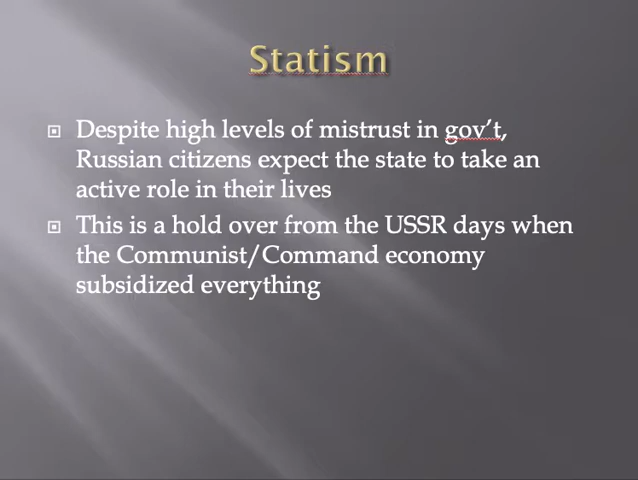 Statism
Despite high levels of mistrust in gov't,
Russian citizens expect the state to take an
active role in their lives
This is a hold over from the USSR days when
the Communist/Command economy
subsidized everything